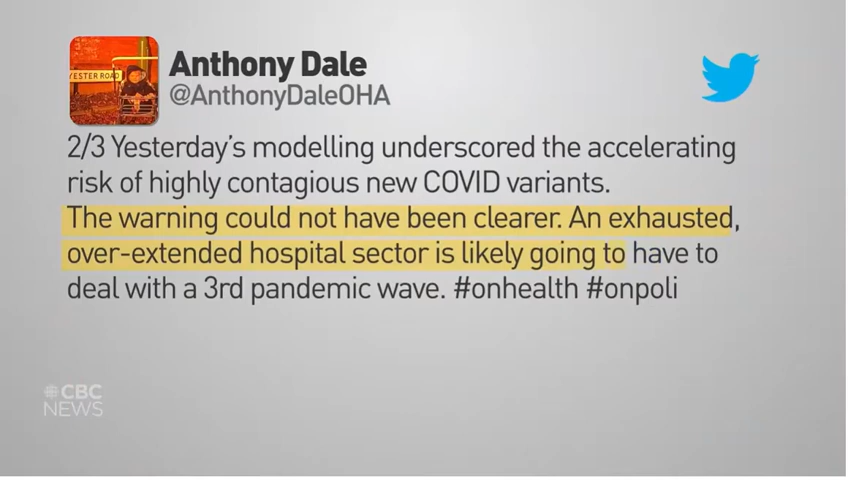 YESTER ROAD
Anthony Dale
@AnthonyDaleOHA
2/3 Yesterday's modelling underscored the accelerating
risk of highly contagious new COVID variants.
The warning could not have been clearer. An exhausted,
over-extended hospital sector is likely going to have to
deal with a 3rd pandemic wave. #onhealth #onpoli
CBC
NEWS